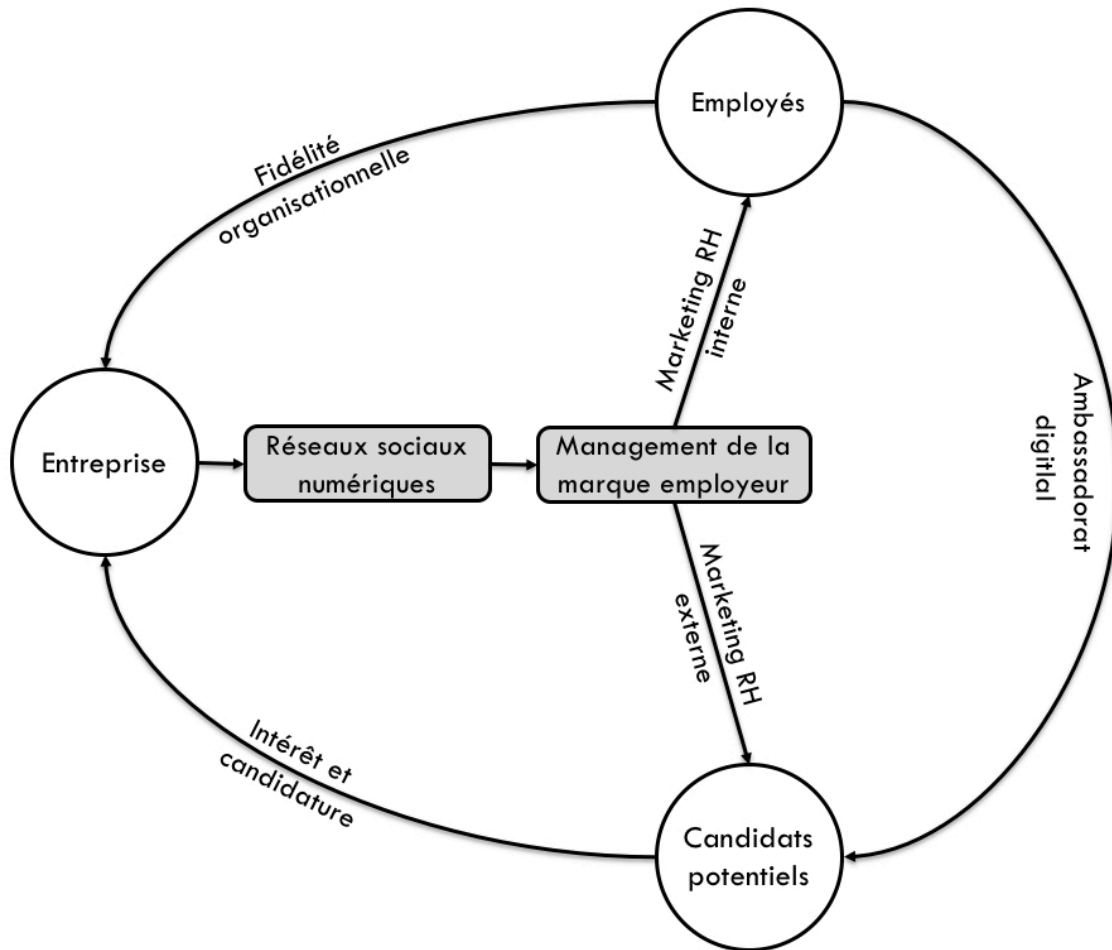 Employés
Fidélité
organisationnelle
Marketing RH
interne
Ambassadorat
digitlal
Entreprise
Réseaux sociaux
numériques
Management de la
marque employeur
Marketing RH
externe
Intérêt et
candidature
Candidats
potentiels